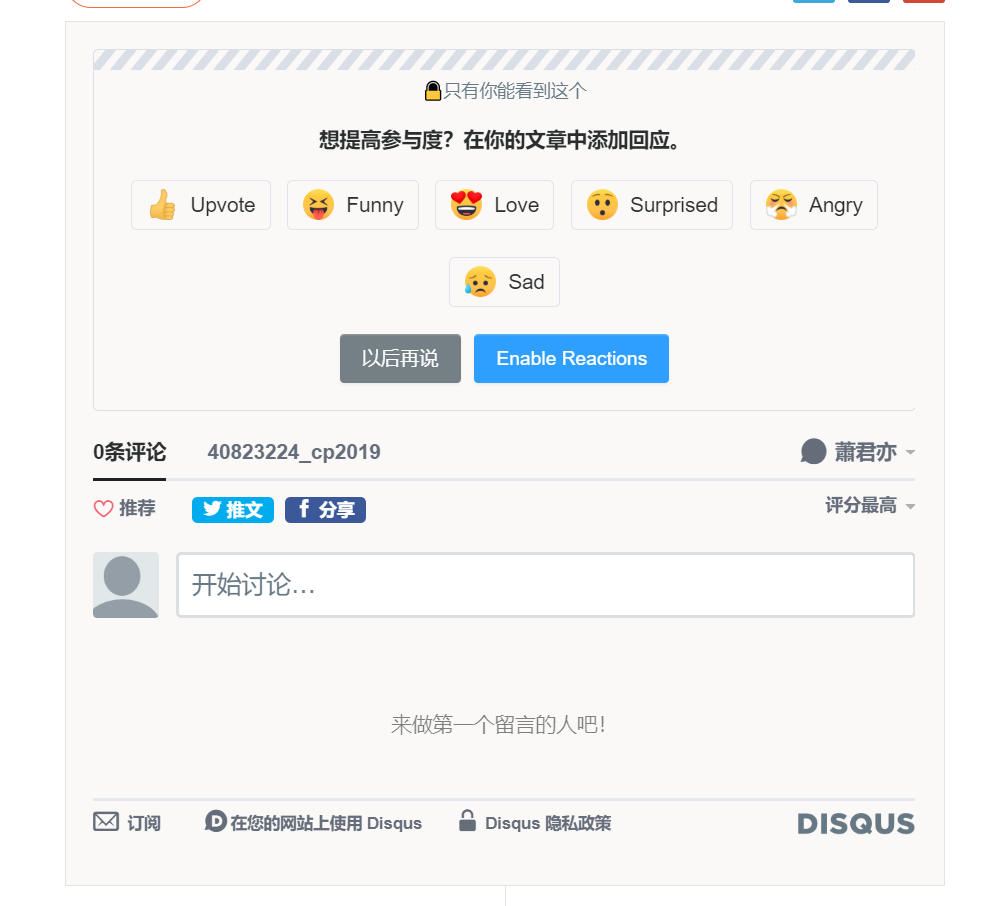 只有你能看到这个
想提高参与度？在你的文章中添加回应。
Upvote Funny Love Surprised Angry
Sad
以后再说 Enable Reactions
0条评论 40823224_cp2019 蕭君亦
推荐 推文 分享 评分最高
开始讨论...
来做第一个留言的人吧!
订阅 在您的网站上使用 Disqus Disqus 隐私政策 DISQUS